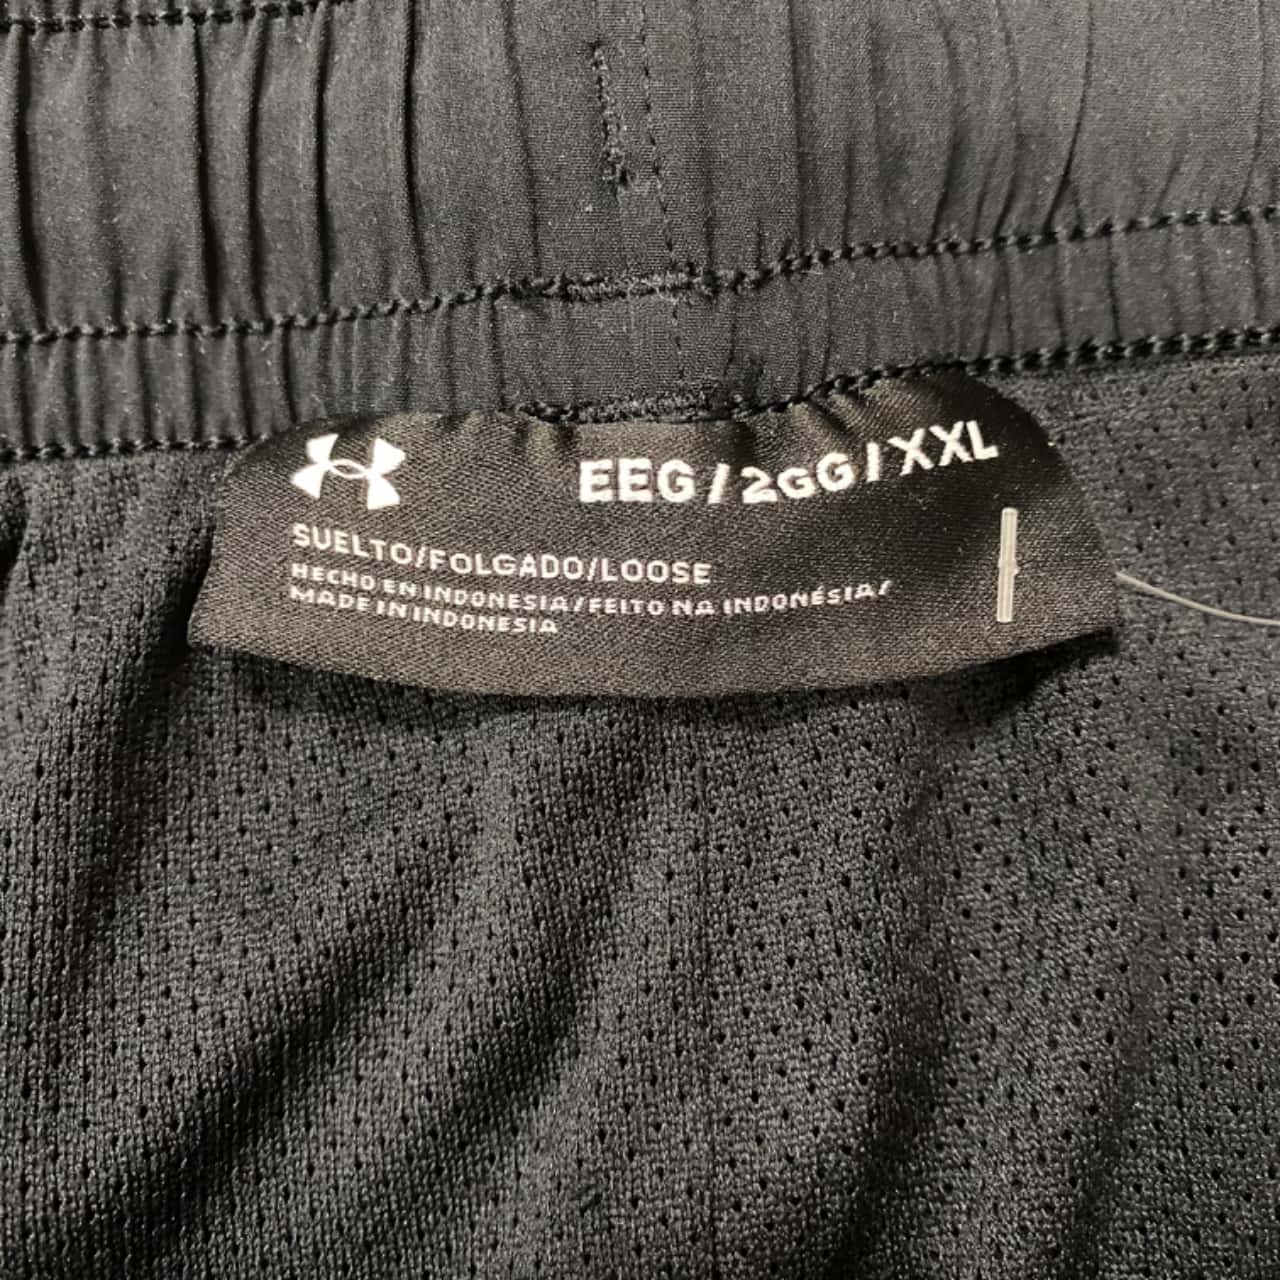 EEG/2GG/XXL
SUELTO/FOLGADO/LOOSE
HECHO EN INDONESIA/FEITO NA INDONÉSIA/
MADE IN INDONESIA